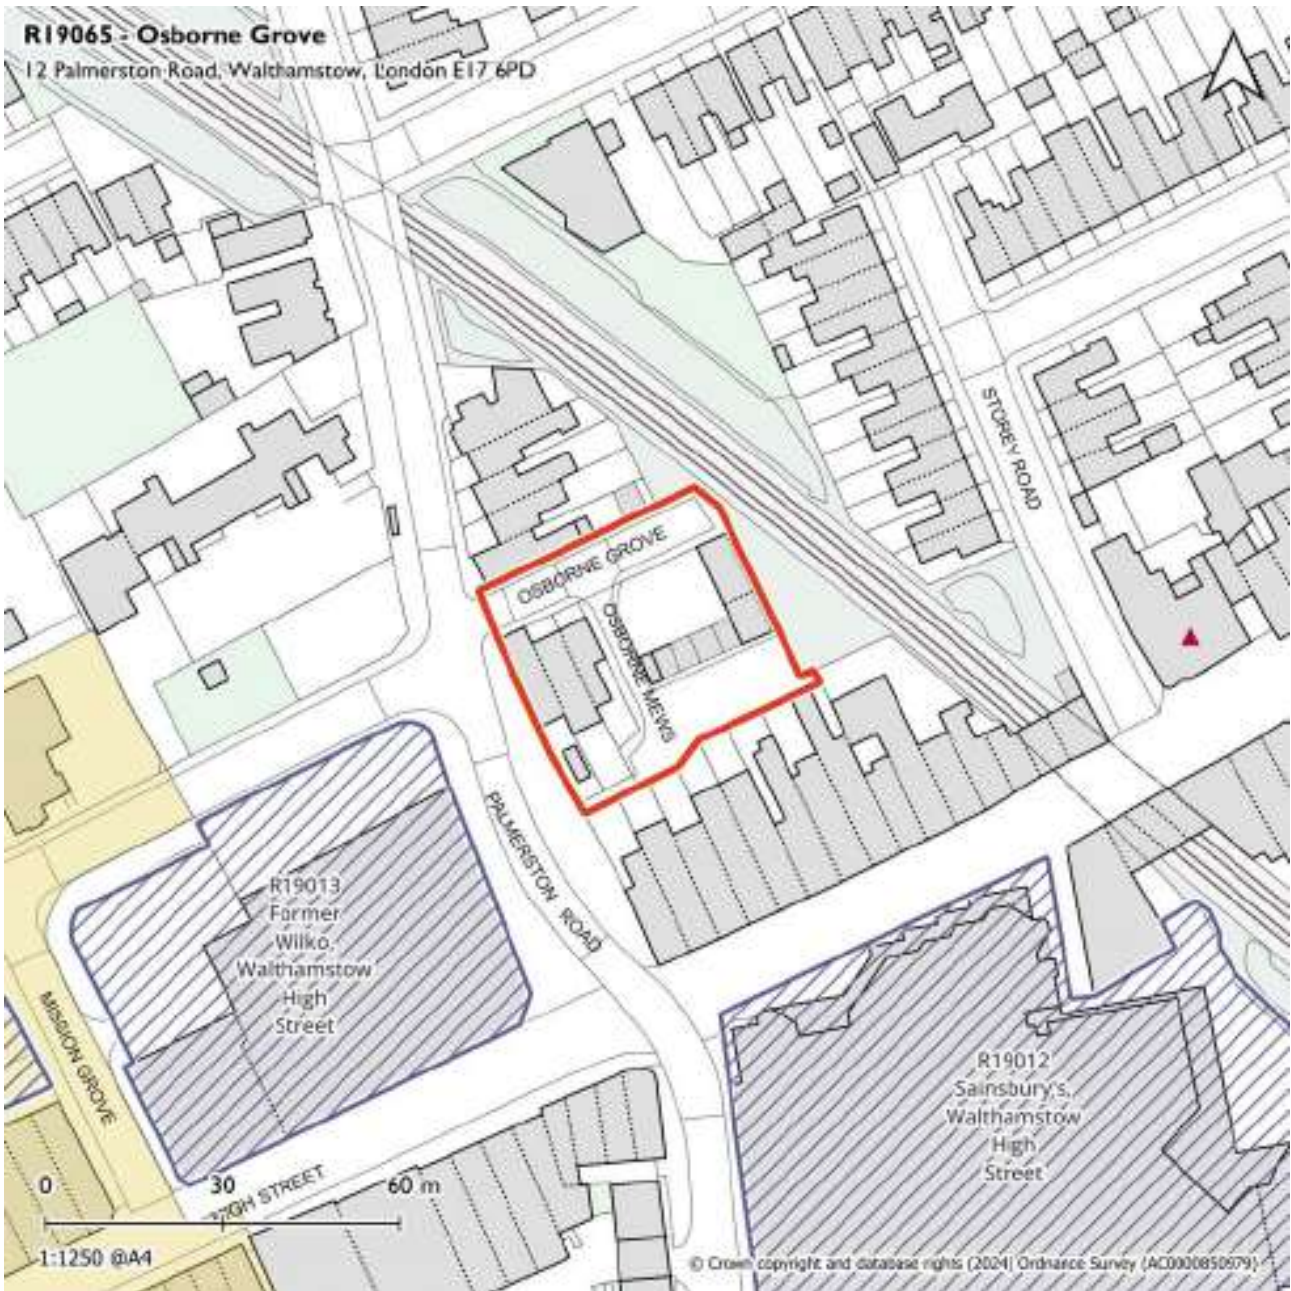 R19065 - Osborne Grove
12 Palmerston Road, Walthamstow, London E17 6PD
STOREY ROAD
OSBORNE GROVE
OSBORNE MEWS
PALMERSTON ROAD
R19013
Former
Wilko,
Walthamstow
High
Street
MISSION GROVE
R19012
Sainsbury's,
Walthamstow
High
Street
0 30 60 m
HIGH STREET
1:1250 @A4
© Crown copyright and database rights (2024) Ordnance Survey (AC0000850979)